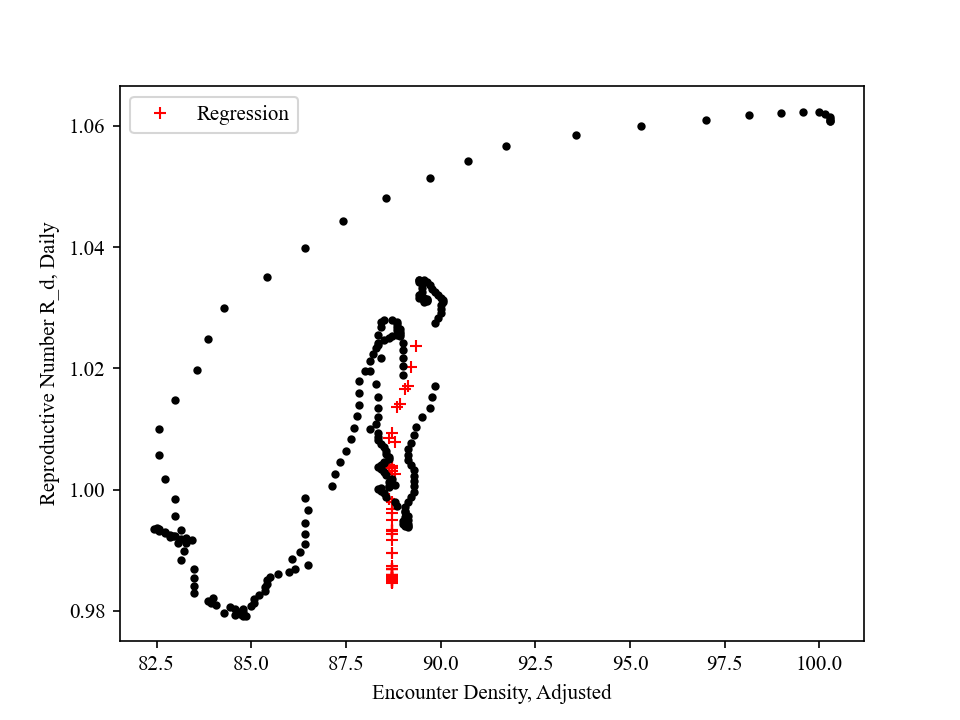 Regression
1.06
1.04
1.02
1.00
0.98
Reproductive Number R_d, Daily
82.5 85.0 87.5 90.0 92.5 95.0 97.5 100.0
Encounter Density, Adjusted